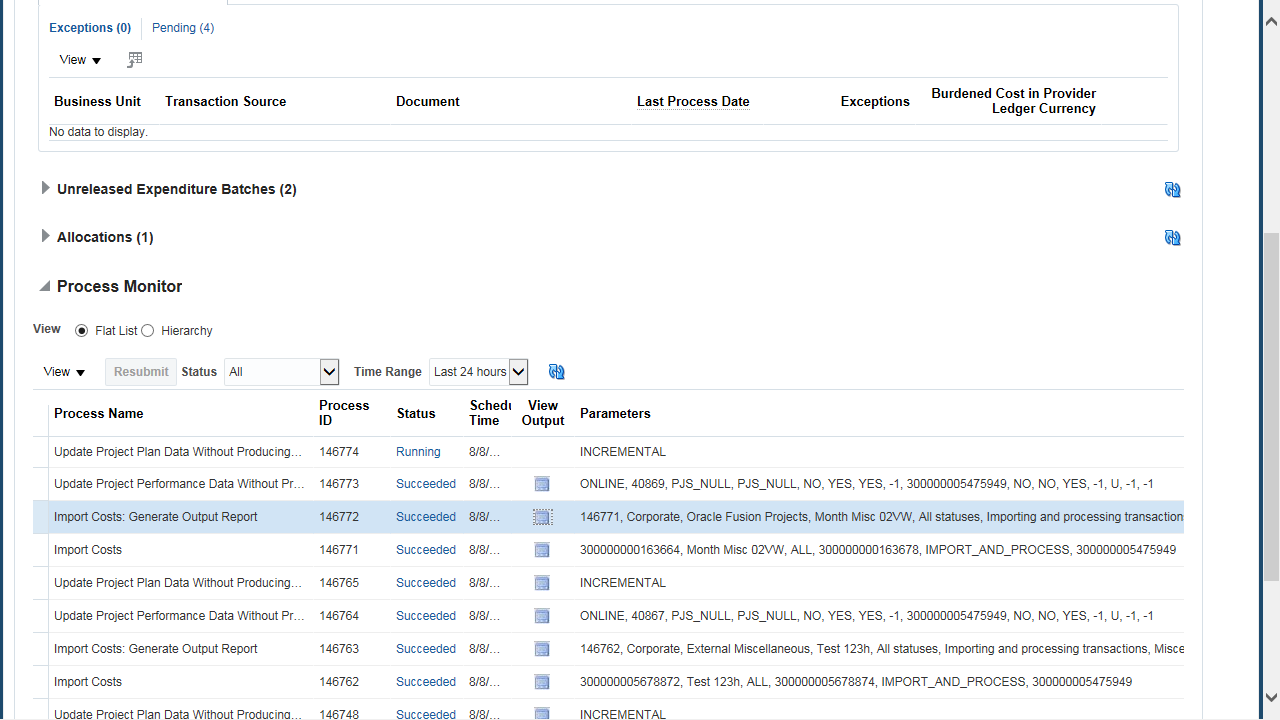 Exceptions (0) Pending (4)
View
Business Unit Transaction Source Document Last Process Date Exceptions Burdened Cost in Provider Ledger Currency
No data to display.
Unreleased Expenditure Batches (2)
Allocations (1)
Process Monitor
View Flat List Hierarchy
View Resubmit Status All Time Range Last 24 hours
Process Name Process ID Status Schedu Time View Output Parameters
Update Project Plan Data Without Producing... 146774 Running 8/8/... INCREMENTAL
Update Project Performance Data Without Pr... 146773 Succeeded 8/8/... ONLINE, 40869, PJS_NULL, PJS_NULL, NO, YES, YES, -1, 300000005475949, NO, NO, YES, -1, U, -1, -1
Import Costs: Generate Output Report 146772 Succeeded 8/8/... 146771, Corporate, Oracle Fusion Projects, Month Misc 02VW, All statuses, Importing and processing transaction
Import Costs 146771 Succeeded 8/8/... 300000000163664, Month Misc 02VW, ALL, 300000000163678, IMPORT_AND_PROCESS, 300000005475949
Update Project Plan Data Without Producing... 146765 Succeeded 8/8/... INCREMENTAL
Update Project Performance Data Without Pr... 146764 Succeeded 8/8/... ONLINE, 40867, PJS_NULL, PJS_NULL, NO, YES, YES, -1, 300000005475949, NO, NO, YES, -1, U, -1, -1
Import Costs: Generate Output Report 146763 Succeeded 8/8/... 146762, Corporate, External Miscellaneous, Test 123h, All statuses, Importing and processing transactions, Misce
Import Costs 146762 Succeeded 8/8/... 300000005678872, Test 123h, ALL, 300000005678874, IMPORT_AND_PROCESS, 300000005475949
Update Project Plan Data Without Producing... 146748 Succeeded 8/8/... INCREMENTAL